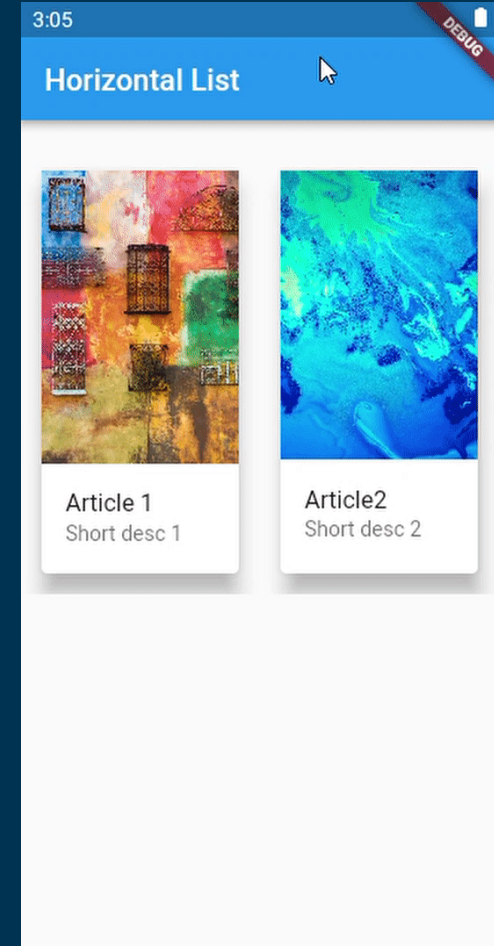 3:05
DEBUG
Horizontal List
Article 1
Short desc 1
Article2
Short desc 2